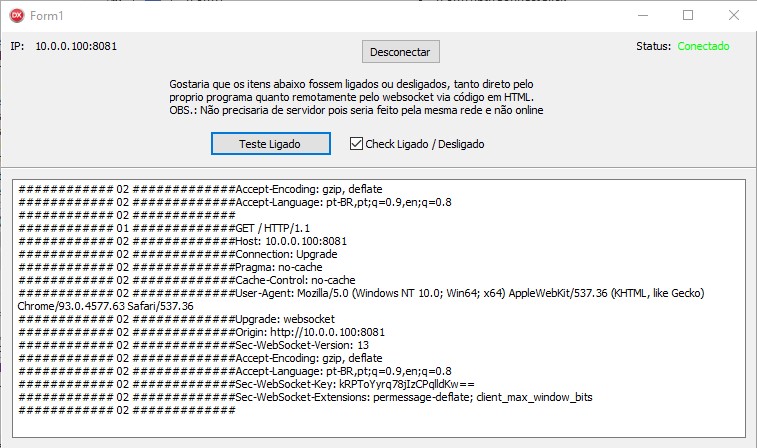 DX Form1
IP: 10.0.0.100:8081
Desconectar
Status: Conectado
Gostaria que os itens abaixo fossem ligados ou desligados, tanto direto pelo
proprio programa quanto remotamente pelo websocket via código em HTML.
OBS.: Não precisaria de servidor pois seria feito pela mesma rede e não online
Teste Ligado
Check Ligado / Desligado
############ 02 #############Accept-Encoding: gzip, deflate
############ 02 #############Accept-Language: pt-BR,pt;q=0.9,en;q=0.8
############ 02 #############
############ 01 #############GET / HTTP/1.1
############ 02 #############Host: 10.0.0.100:8081
############ 02 #############Connection: Upgrade
############ 02 #############Pragma: no-cache
############ 02 #############Cache-Control: no-cache
############ 02 #############User-Agent: Mozilla/5.0 (Windows NT 10.0; Win64; x64) AppleWebKit/537.36 (KHTML, like Gecko)
Chrome/93.0.4577.63 Safari/537.36
############ 02 #############Upgrade: websocket
############ 02 #############Origin: http://10.0.0.100:8081
############ 02 #############Sec-WebSocket-Version: 13
############ 02 #############Accept-Encoding: gzip, deflate
############ 02 #############Accept-Language: pt-BR,pt;q=0.9,en;q=0.8
############ 02 #############Sec-WebSocket-Key: kRPToYyrq78jIzCPqlldKw==
############ 02 #############Sec-WebSocket-Extensions: permessage-deflate; client_max_window_bits
############ 02 #############